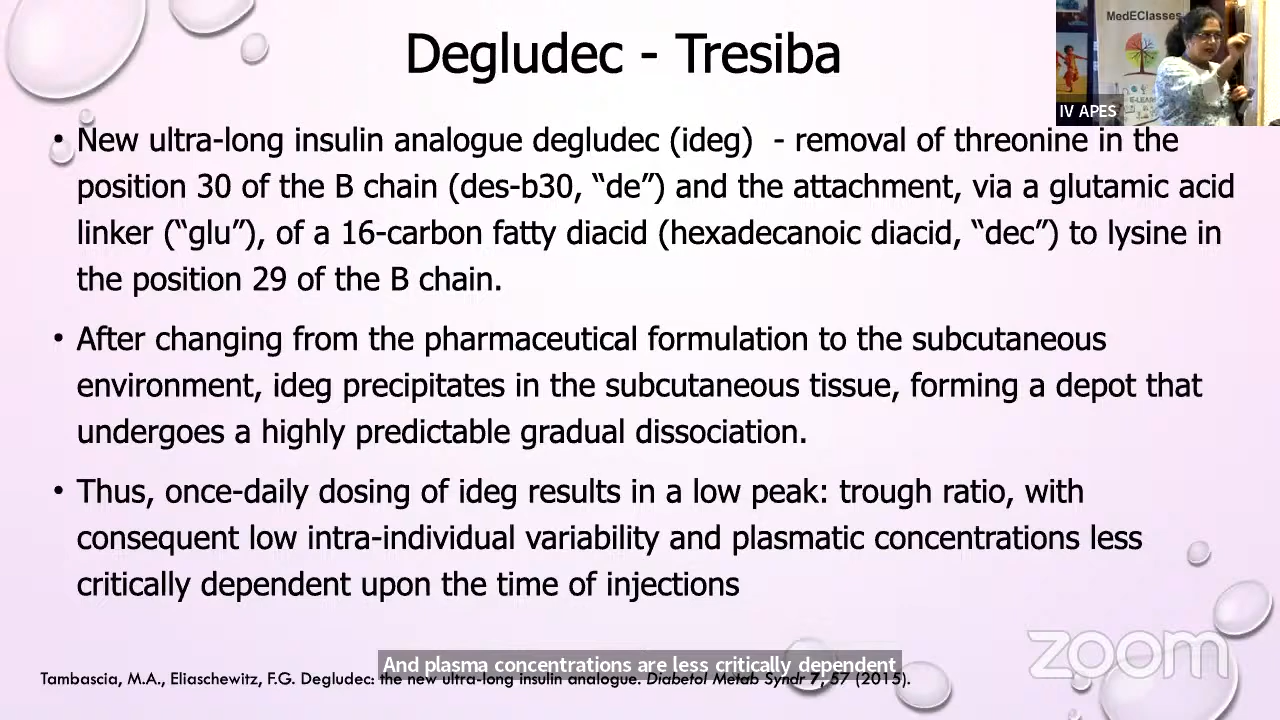 Degludec - Tresiba
MedEClasses
E-LEAR
IV APES
• New ultra-long insulin analogue degludec (ideg) - removal of threonine in the
position 30 of the B chain (des-b30, “de”) and the attachment, via a glutamic acid
linker (“glu”), of a 16-carbon fatty diacid (hexadecanoic diacid, “dec”) to lysine in
the position 29 of the B chain.
• After changing from the pharmaceutical formulation to the subcutaneous
environment, ideg precipitates in the subcutaneous tissue, forming a depot that
undergoes a highly predictable gradual dissociation.
• Thus, once-daily dosing of ideg results in a low peak: trough ratio, with
consequent low intra-individual variability and plasmatic concentrations less
critically dependent upon the time of injections
zoom
And plasma concentrations are less critically dependent
Tambascia, M.A., Eliaschewitz, F.G. Degludec: the new ultra-long insulin analogue. Diabetol Metab Syndr 7, 57 (2015).